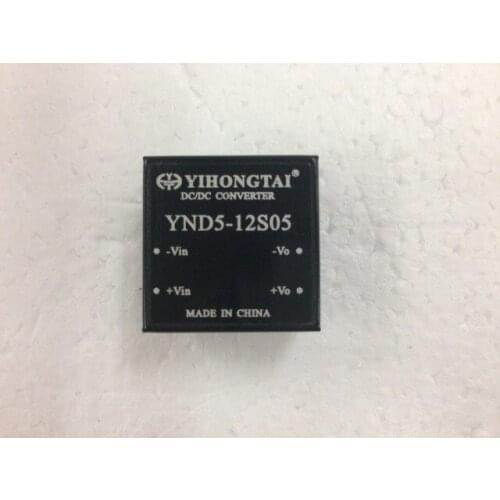 YIHONGTAI®
DC/DC CONVERTER
YND5-12S05
-Vin -Vo
+Vin +Vo
MADE IN CHINA